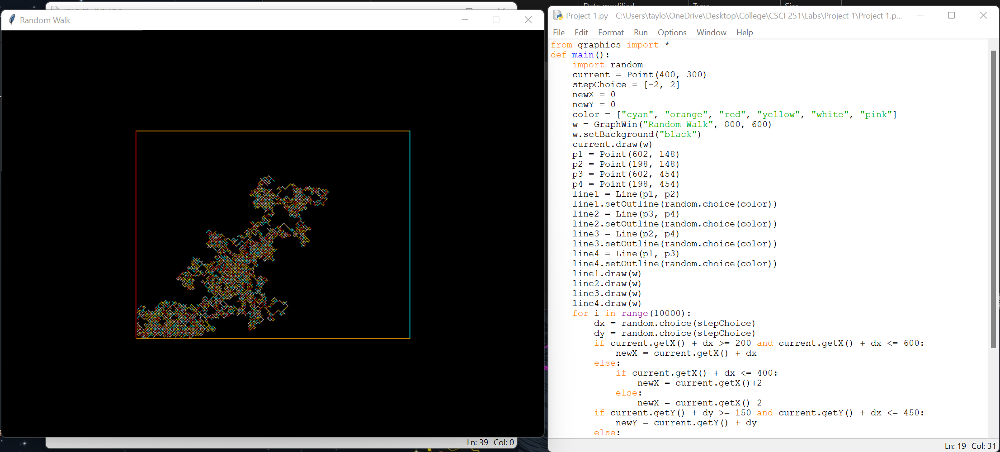 Random Walk
Ln: 39 Col: 0
Date modified Type Size
Project 1.py - C:\Users\taylo\OneDrive\Desktop\College\CSCI 251\Labs\Project 1\Project 1.p...
File Edit Format Run Options Window Help
from graphics import *
def main():
    import random
    current = Point(400, 300)
    stepChoice = [-2, 2]
    newX = 0
    newY = 0
    color = ["cyan", "orange", "red", "yellow", "white", "pink"]
    w = GraphWin("Random Walk", 800, 600)
    w.setBackground("black")
    current.draw(w)
    p1 = Point(602, 148)
    p2 = Point(198, 148)
    p3 = Point(602, 454)
    p4 = Point(198, 454)
    line1 = Line(p1, p2)
    line1.setOutline(random.choice(color))
    line2 = Line(p3, p4)
    line2.setOutline(random.choice(color))
    line3 = Line(p2, p4)
    line3.setOutline(random.choice(color))
    line4 = Line(p1, p3)
    line4.setOutline(random.choice(color))
    line1.draw(w)
    line2.draw(w)
    line3.draw(w)
    line4.draw(w)
    for i in range(10000):
        dx = random.choice(stepChoice)
        dy = random.choice(stepChoice)
        if current.getX() + dx >= 200 and current.getX() + dx <= 600:
            newX = current.getX() + dx
        else:
            if current.getX() + dx <= 400:
                newX = current.getX()+2
            else:
                newX = current.getX()-2
        if current.getY() + dy >= 150 and current.getY() + dx <= 450:
            newY = current.getY() + dy
        else:
Ln: 19 Col: 31